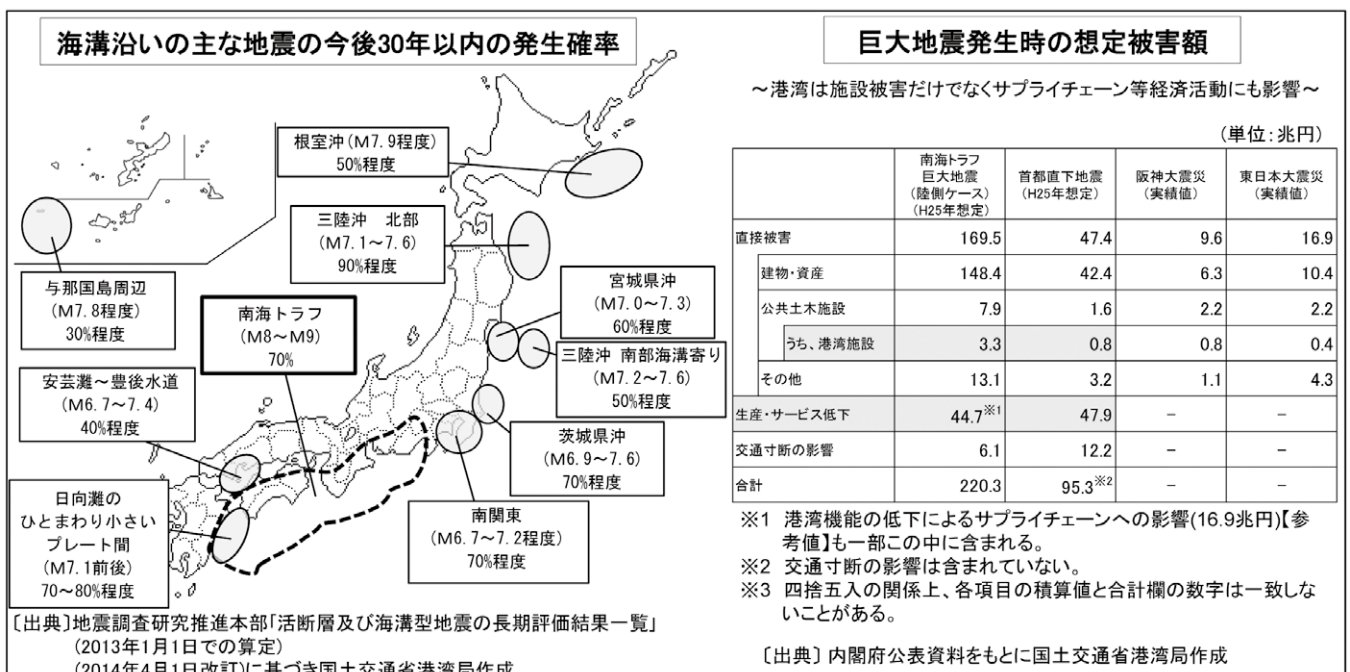 海溝沿いの主な地震の今後30年以内の発生確率
根室沖(M7.9程度)
50%程度
三陸沖 北部
(M7.1～7.6)
90%程度
与那国島周辺
(M7.8程度)
30%程度
南海トラフ
(M8～M9)
70%
宮城県沖
(M7.0～7.3)
60%程度
三陸沖 南部海溝寄り
(M7.2～7.6)
50%程度
安芸灘～豊後水道
(M6.7～7.4)
40%程度
茨城県沖
(M6.9～7.6)
70%程度
日向灘の
ひとまわり小さい
プレート間
(M7.1前後)
70～80%程度
南関東
(M6.7～7.2程度)
70%程度
〔出典〕地震調査研究推進本部「活断層及び海溝型地震の長期評価結果一覧」
(2013年1月1日での算定)
(2014年4月1日改訂)に基づき国土交通省港湾局作成
巨大地震発生時の想定被害額
～港湾は施設被害だけでなくサプライチェーン等経済活動にも影響～
(単位:兆円)
南海トラフ
巨大地震
(陸側ケース)
(H25年想定)
首都直下地震
(H25年想定)
阪神大震災
(実績値)
東日本大震災
(実績値)
直接被害 169.5 47.4 9.6 16.9
建物・資産 148.4 42.4 6.3 10.4
公共土木施設 7.9 1.6 2.2 2.2
うち、港湾施設 3.3 0.8 0.8 0.4
その他 13.1 3.2 1.1 4.3
生産・サービス低下 44.7※1 47.9 － －
交通寸断の影響 6.1 12.2 － －
合計 220.3 95.3※2 － －
※1 港湾機能の低下によるサプライチェーンへの影響(16.9兆円)【参
考値】も一部この中に含まれる。
※2 交通寸断の影響は含まれていない。
※3 四捨五入の関係上、各項目の積算値と合計欄の数字は一致しな
いことがある。
〔出典〕内閣府公表資料をもとに国土交通省港湾局作成